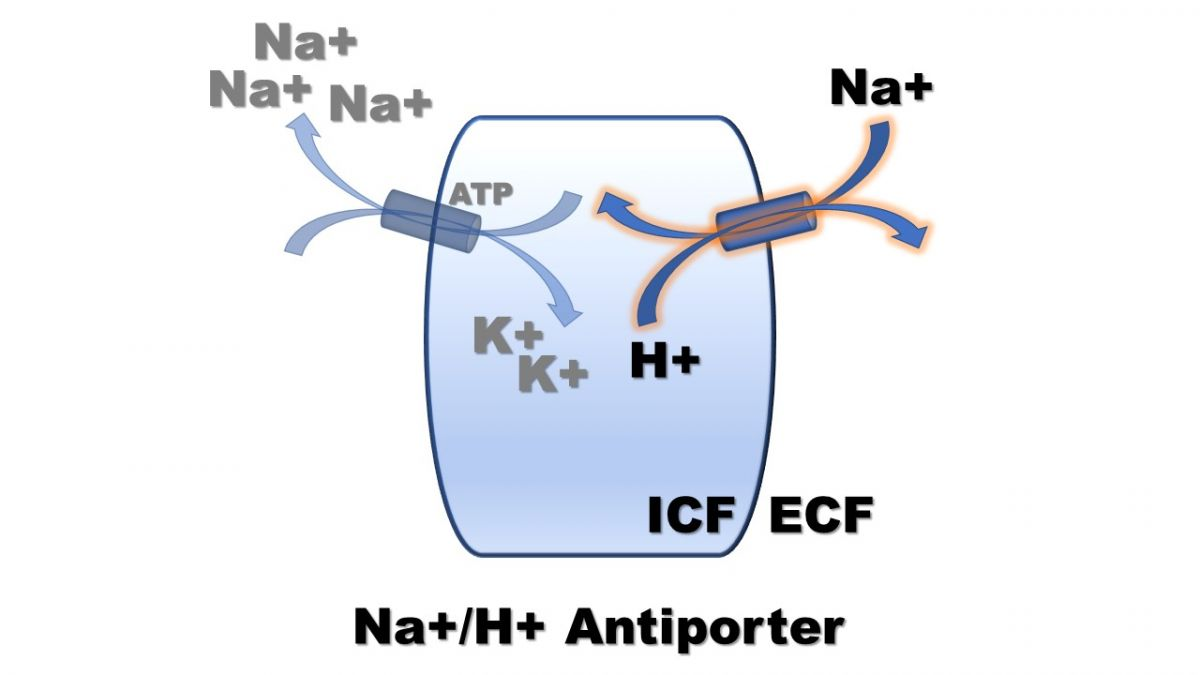 Na+
Na+ Na+
Na+
ATP
K+
K+
H+
ICF ECF
Na+/H+ Antiporter